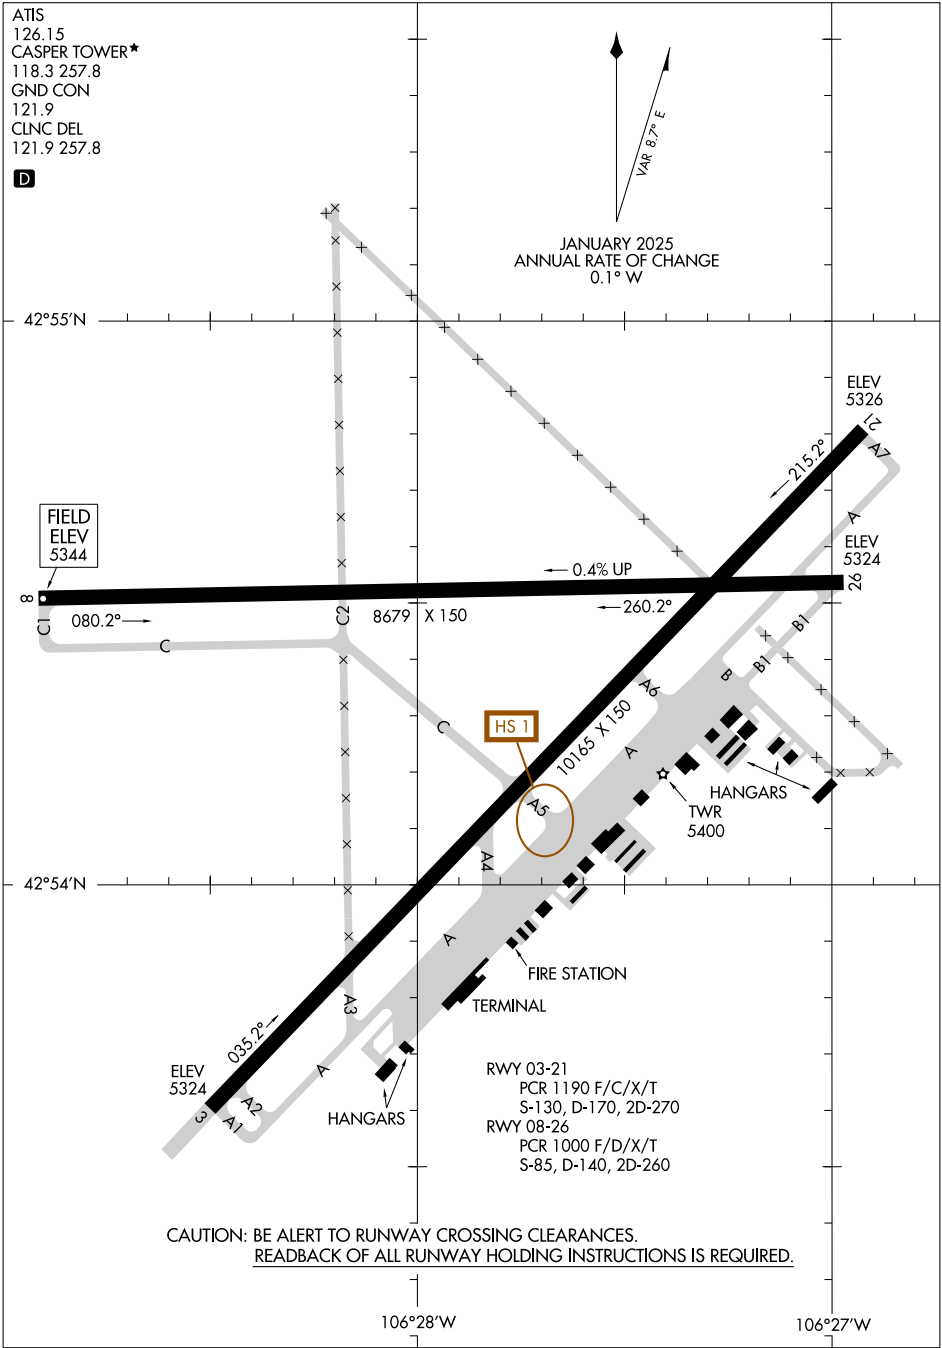 ATIS
126.15
CASPER TOWER★
118.3 257.8
GND CON
121.9
CLNC DEL
121.9 257.8
D
VAR 8.7° E
JANUARY 2025
ANNUAL RATE OF CHANGE
0.1° W
42°55'N
ELEV
5326
21
A7
215.2°
A
FIELD
ELEV
5344
ELEV
5324
0.4% UP
8
26
260.2°
080.2°
8679 X 150
C1
C2
C
B1
B1
B
A6
C
HS 1
10165 X 150
A
A5
HANGARS
TWR
5400
A4
42°54'N
A
FIRE STATION
TERMINAL
A3
035.2°
A
ELEV
5324
3
A2
A1
HANGARS
RWY 03-21
PCR 1190 F/C/X/T
S-130, D-170, 2D-270
RWY 08-26
PCR 1000 F/D/X/T
S-85, D-140, 2D-260
CAUTION: BE ALERT TO RUNWAY CROSSING CLEARANCES.
READBACK OF ALL RUNWAY HOLDING INSTRUCTIONS IS REQUIRED.
106°28'W
106°27'W